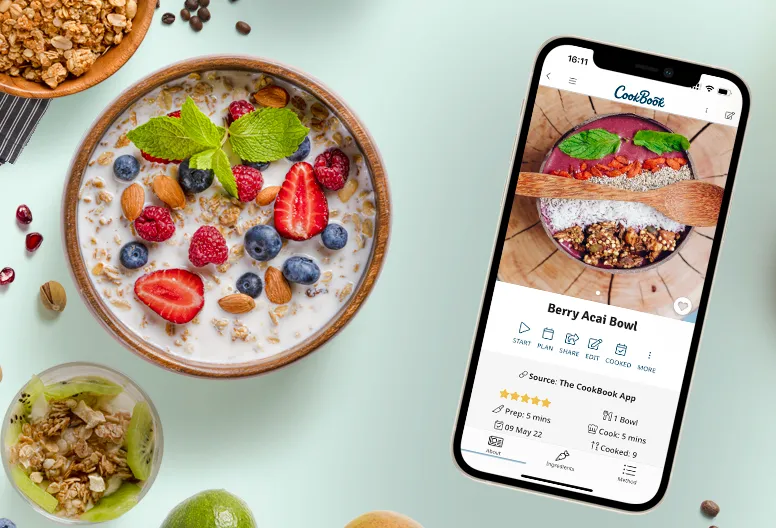 16:11
CookBook
Berry Acai Bowl
START PLAN SHARE EDIT COOKED MORE
Source: The CookBook App
Prep: 5 mins 1 Bowl
09 May 22 Cook: 5 mins
Cooked: 9
About Ingredients Method